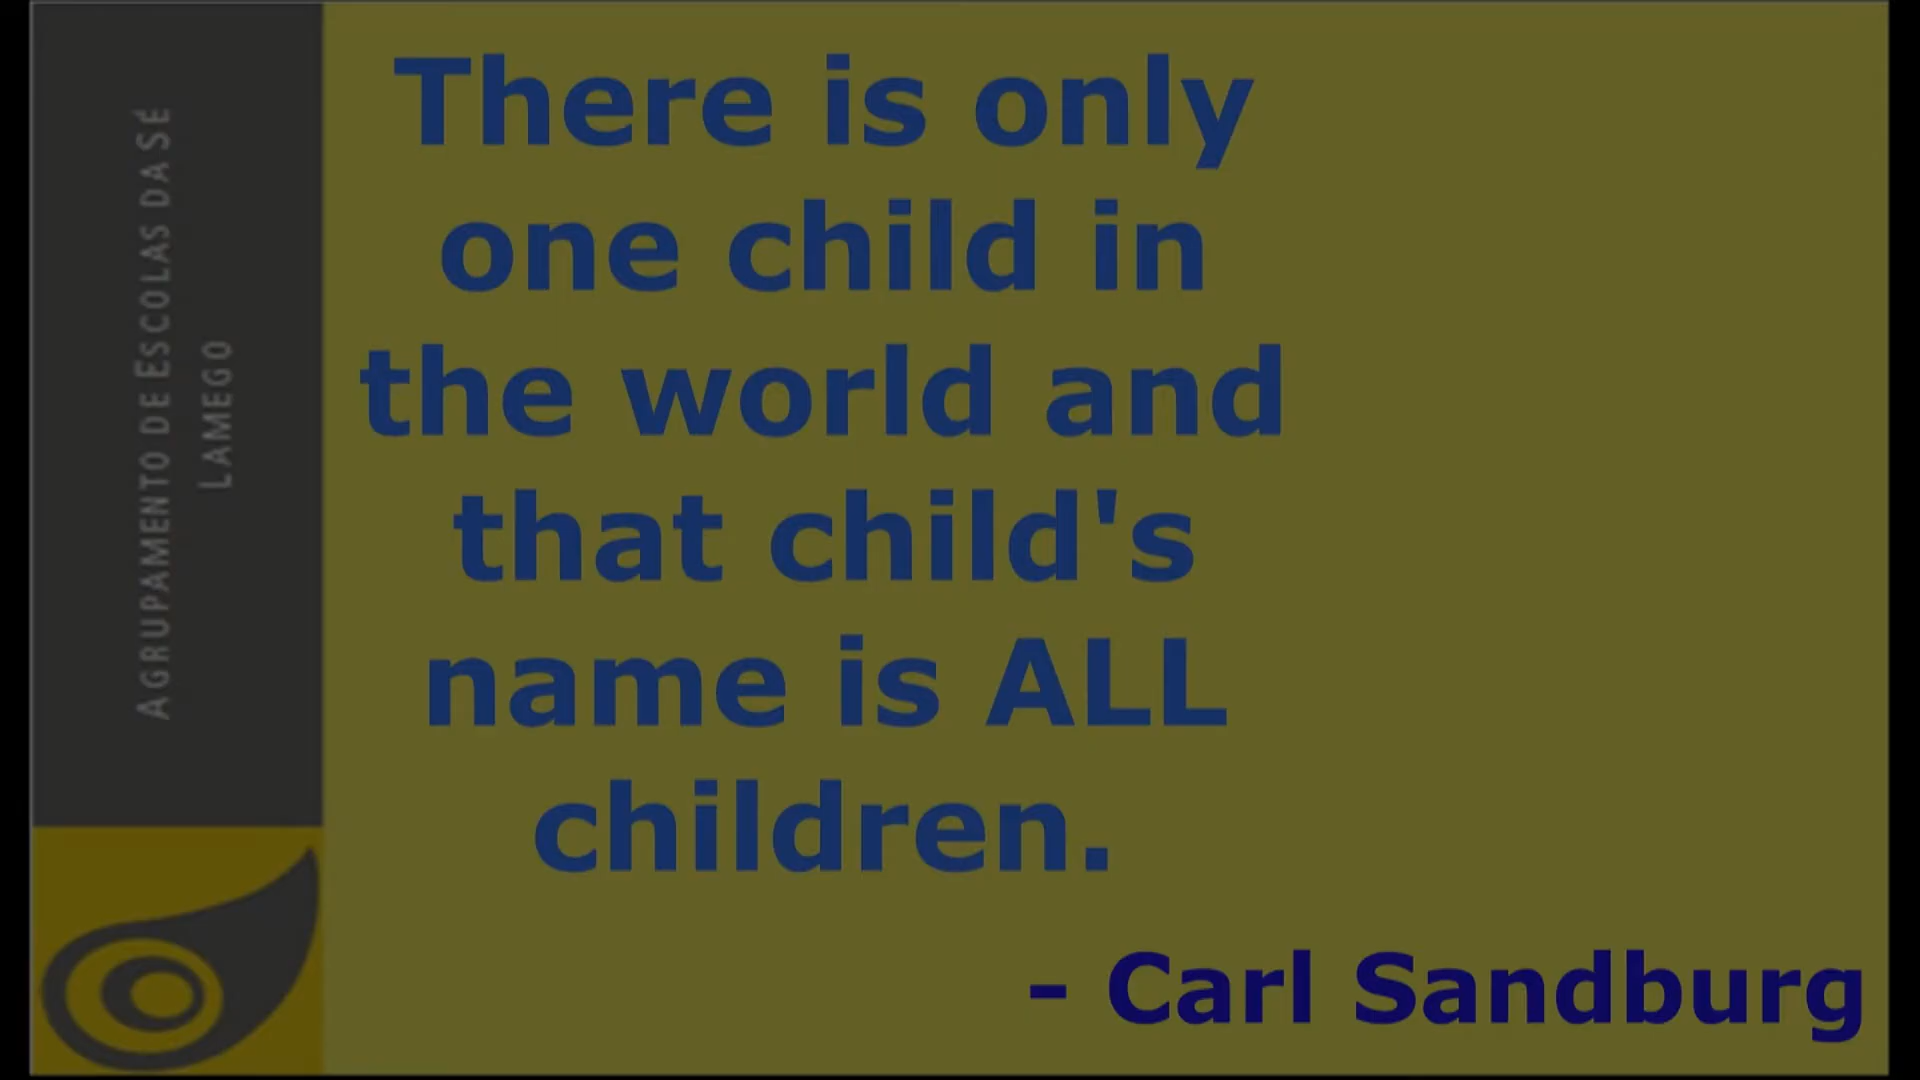 AGRUPAMENTO DE ESCOLAS DA SÉ
LAMEGO
There is only
one child in
the world and
that child's
name is ALL
children.
- Carl Sandburg